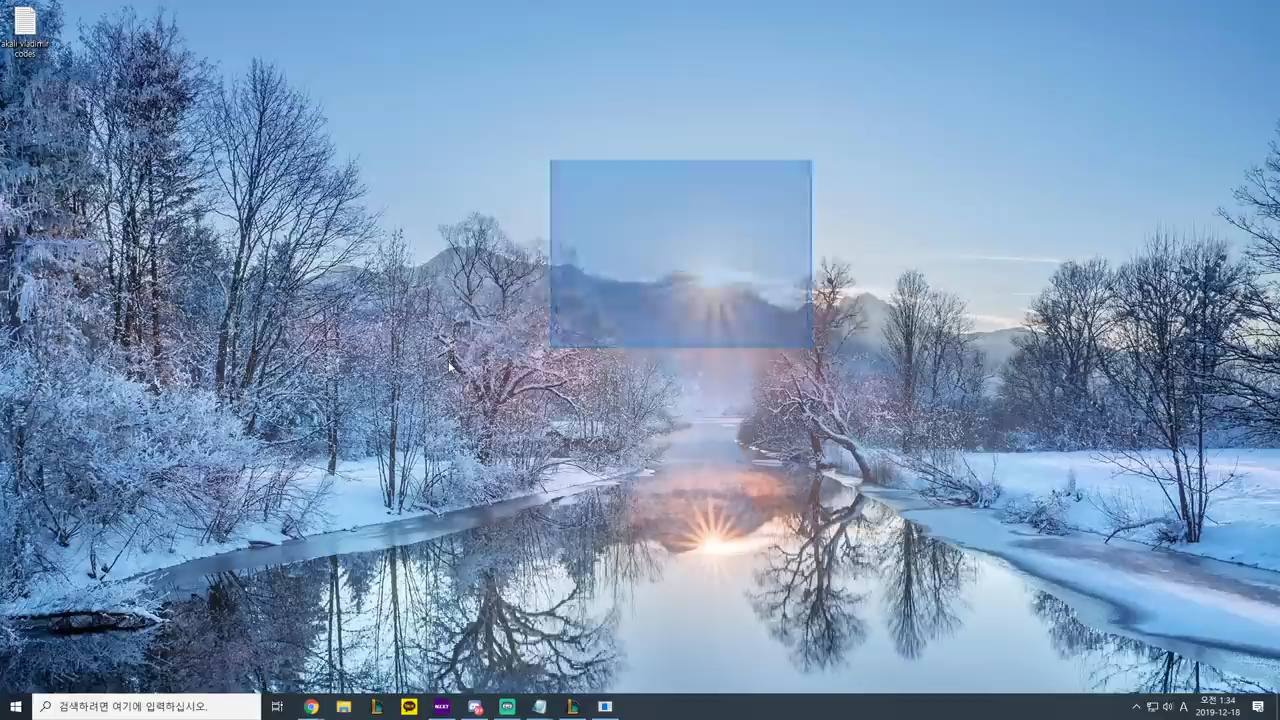 akali vladimir
codes
검색하려면 여기에 입력하십시오.
NEXT
A
오전 1:34
2019-12-18